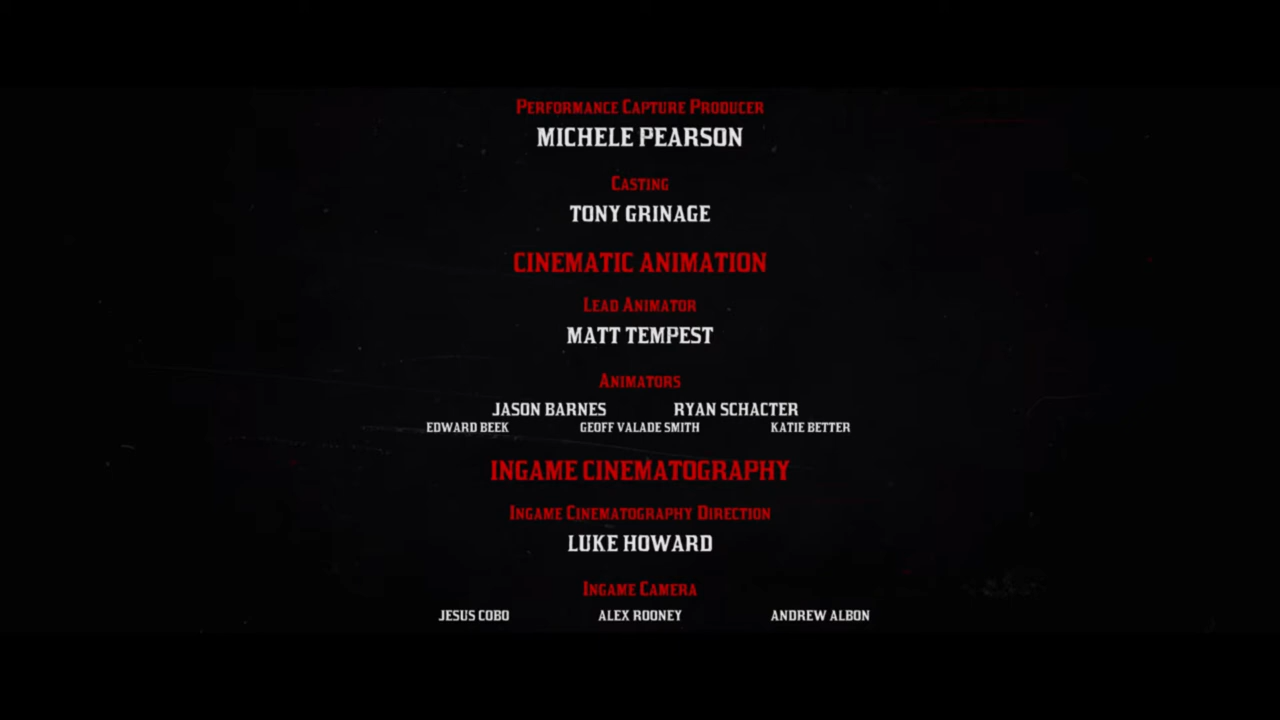 Performance Capture Producer
MICHELE PEARSON
Casting
TONY GRINAGE
CINEMATIC ANIMATION
Lead Animator
MATT TEMPEST
Animators
JASON BARNES RYAN SCHACTER
EDWARD BEEK GEOFF VALADE SMITH KATIE BETTER
INGAME CINEMATOGRAPHY
Ingame Cinematography Direction
LUKE HOWARD
Ingame Camera
JESUS COBO ALEX ROONEY ANDREW ALBON